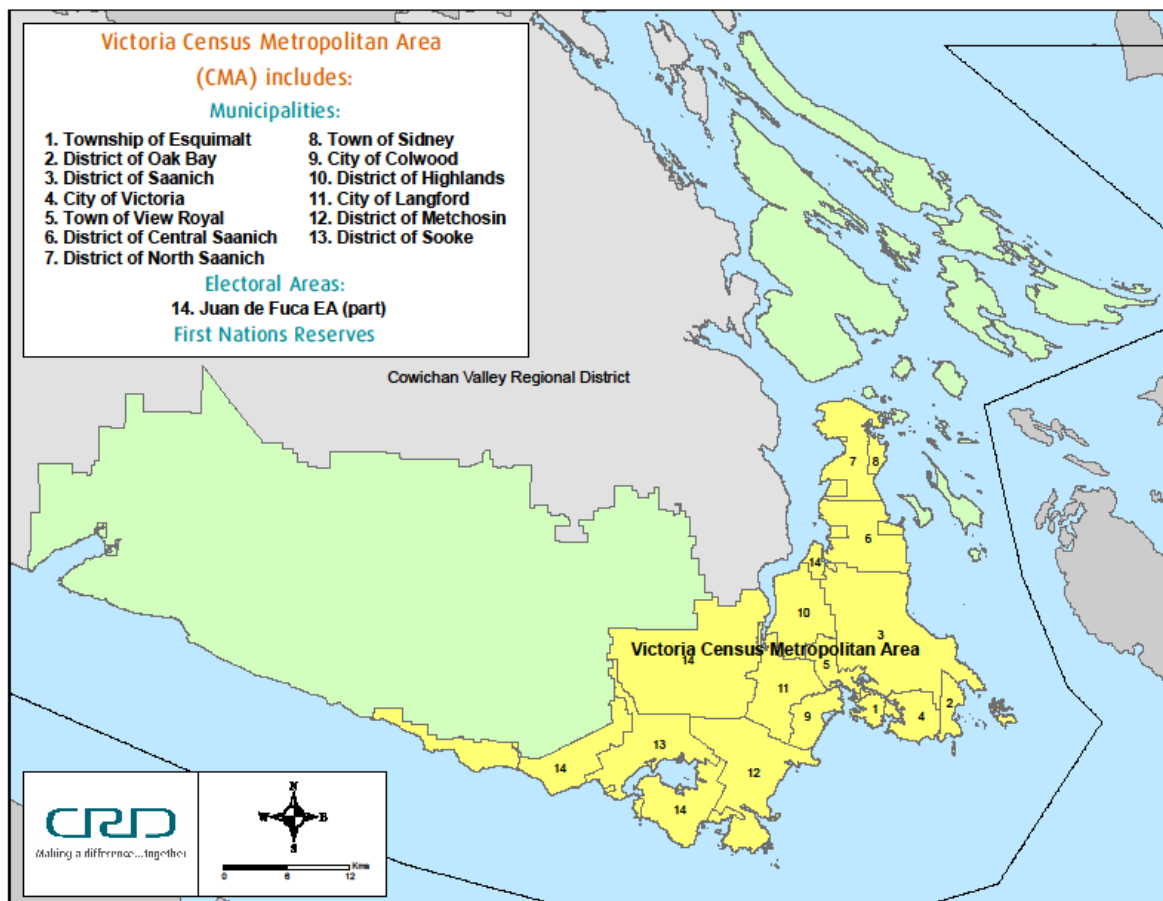 Victoria Census Metropolitan Area
(CMA) includes:
Municipalities:
1. Township of Esquimalt
2. District of Oak Bay
3. District of Saanich
4. City of Victoria
5. Town of View Royal
6. District of Central Saanich
7. District of North Saanich
8. Town of Sidney
9. City of Colwood
10. District of Highlands
11. City of Langford
12. District of Metchosin
13. District of Sooke
Electoral Areas:
14. Juan de Fuca EA (part)
First Nations Reserves
Cowichan Valley Regional District
7
8
6
14
10
3
Victoria Census Metropolitan Area
14
5
11
9
1
4
2
13
12
14
14
CRD
Making a difference...together
N
W E
S
Kms
0 6 12